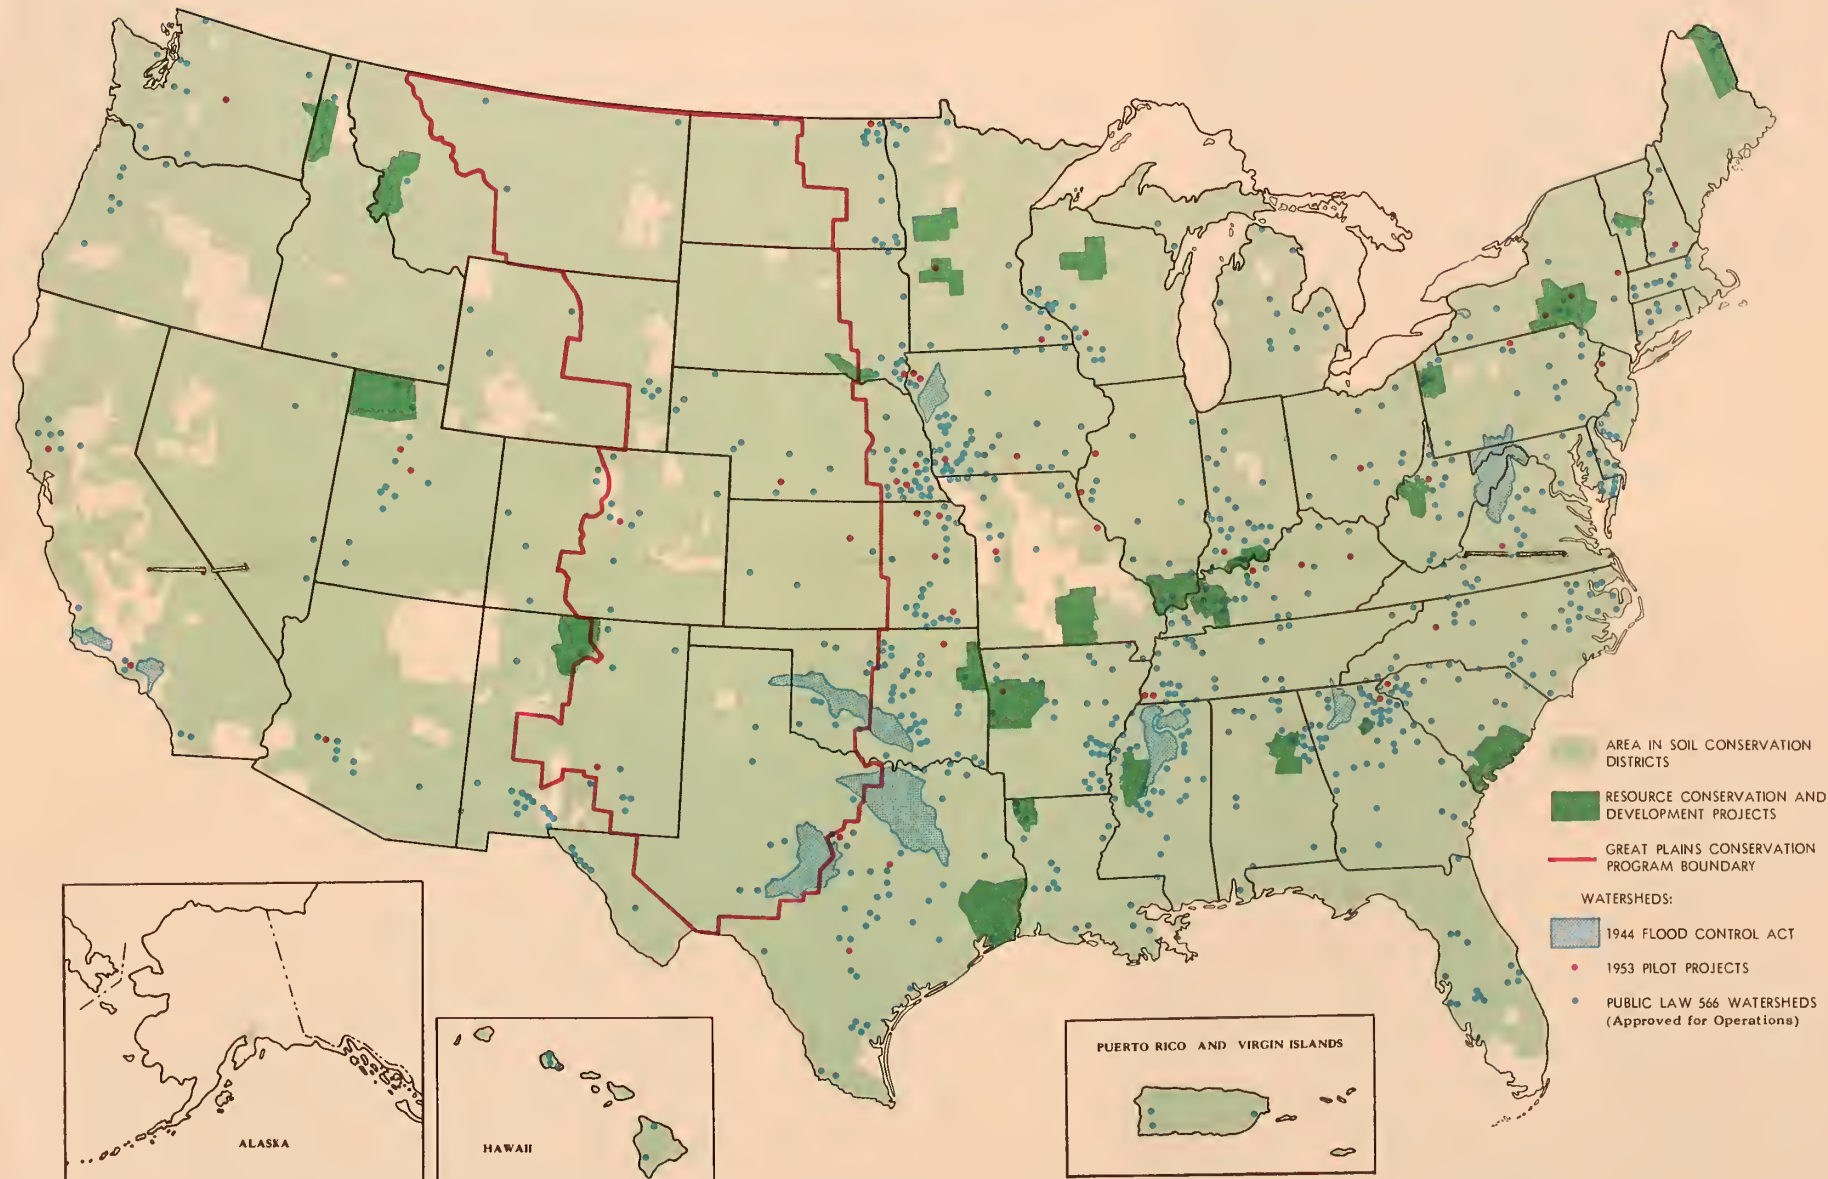 AREA IN SOIL CONSERVATION
DISTRICTS
RESOURCE CONSERVATION AND
DEVELOPMENT PROJECTS
GREAT PLAINS CONSERVATION
PROGRAM BOUNDARY
WATERSHEDS:
1944 FLOOD CONTROL ACT
1953 PILOT PROJECTS
PUBLIC LAW 566 WATERSHEDS
(Approved for Operations)
ALASKA
HAWAII
PUERTO RICO AND VIRGIN ISLANDS